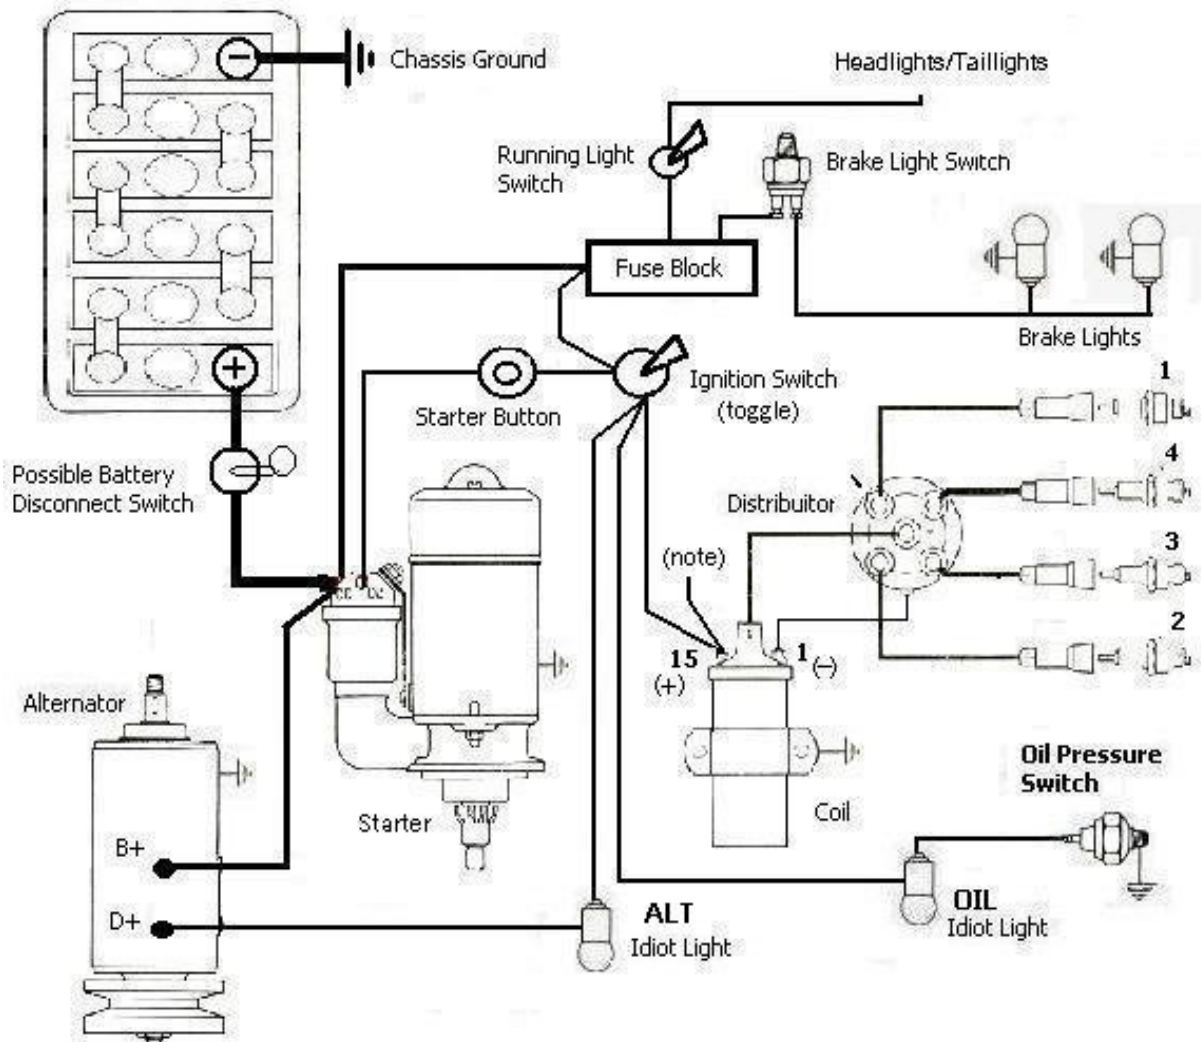 −
Chassis Ground
Headlights/Taillights
Running Light
Switch
Brake Light Switch
Fuse Block
Brake Lights
+
Ignition Switch
(toggle)
Starter Button
1
Possible Battery
Disconnect Switch
4
Distribuitor
(note)
3
2
15
(+)
1
(-)
Alternator
Oil Pressure
Switch
Starter
Coil
B+
D+
ALT
Idiot Light
OIL
Idiot Light